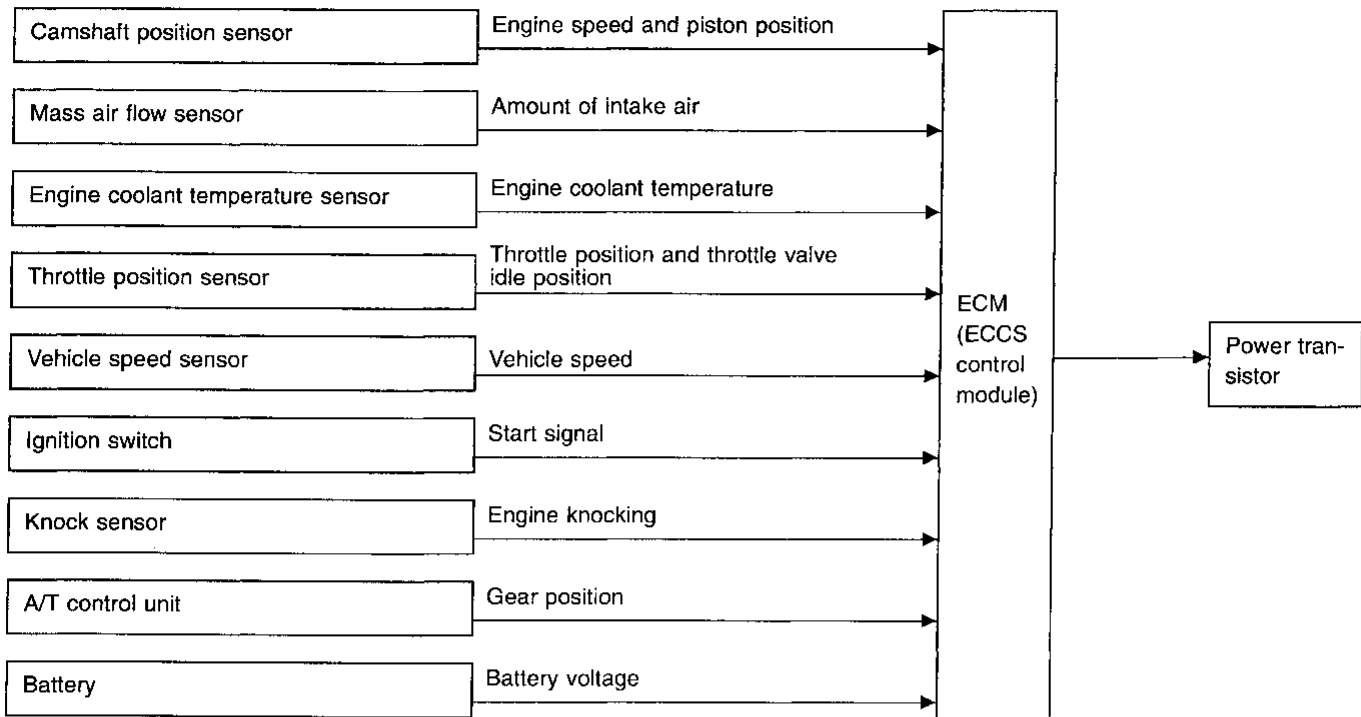 Camshaft position sensor
Engine speed and piston position
Mass air flow sensor
Amount of intake air
Engine coolant temperature sensor
Engine coolant temperature
Throttle position sensor
Throttle position and throttle valve
idle position
Vehicle speed sensor
Vehicle speed
Ignition switch
Start signal
Knock sensor
Engine knocking
A/T control unit
Gear position
Battery
Battery voltage
ECM
(ECCS
control
module)
Power tran-
sistor